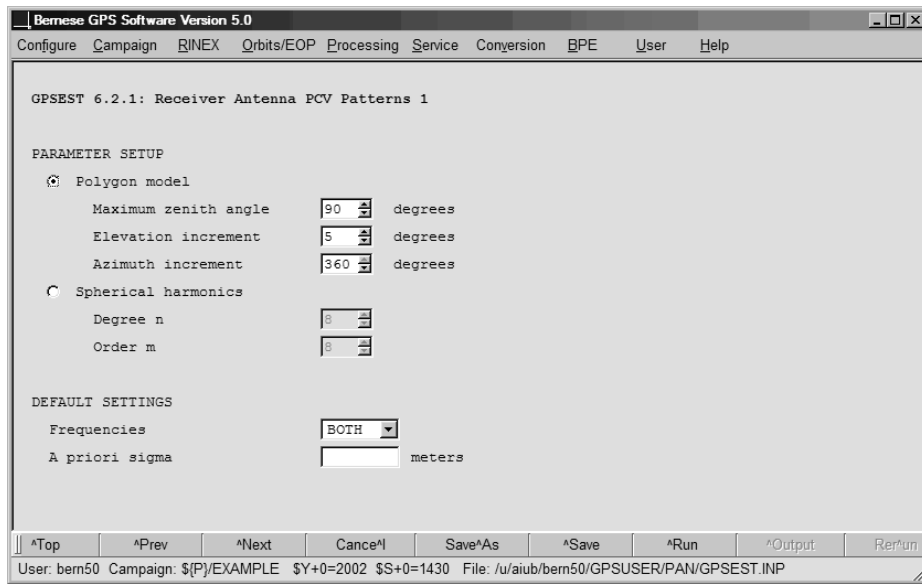 Bernese GPS Software Version 5.0
Configure Campaign RINEX Orbits/EOP Processing Service Conversion BPE User Help
GPSEST 6.2.1: Receiver Antenna PCV Patterns 1
PARAMETER SETUP
Polygon model
Maximum zenith angle 90 degrees
Elevation increment 5 degrees
Azimuth increment 360 degrees
Spherical harmonics
Degree n 8
Order m 8
DEFAULT SETTINGS
Frequencies BOTH
A priori sigma meters
^Top ^Prev ^Next Cance^l Save^As ^Save ^Run ^Output Rer^un
User: bern50 Campaign: ${P}/EXAMPLE $Y+0=2002 $S+0=1430 File: /u/aiub/bern50/GPSUSER/PAN/GPSEST.INP